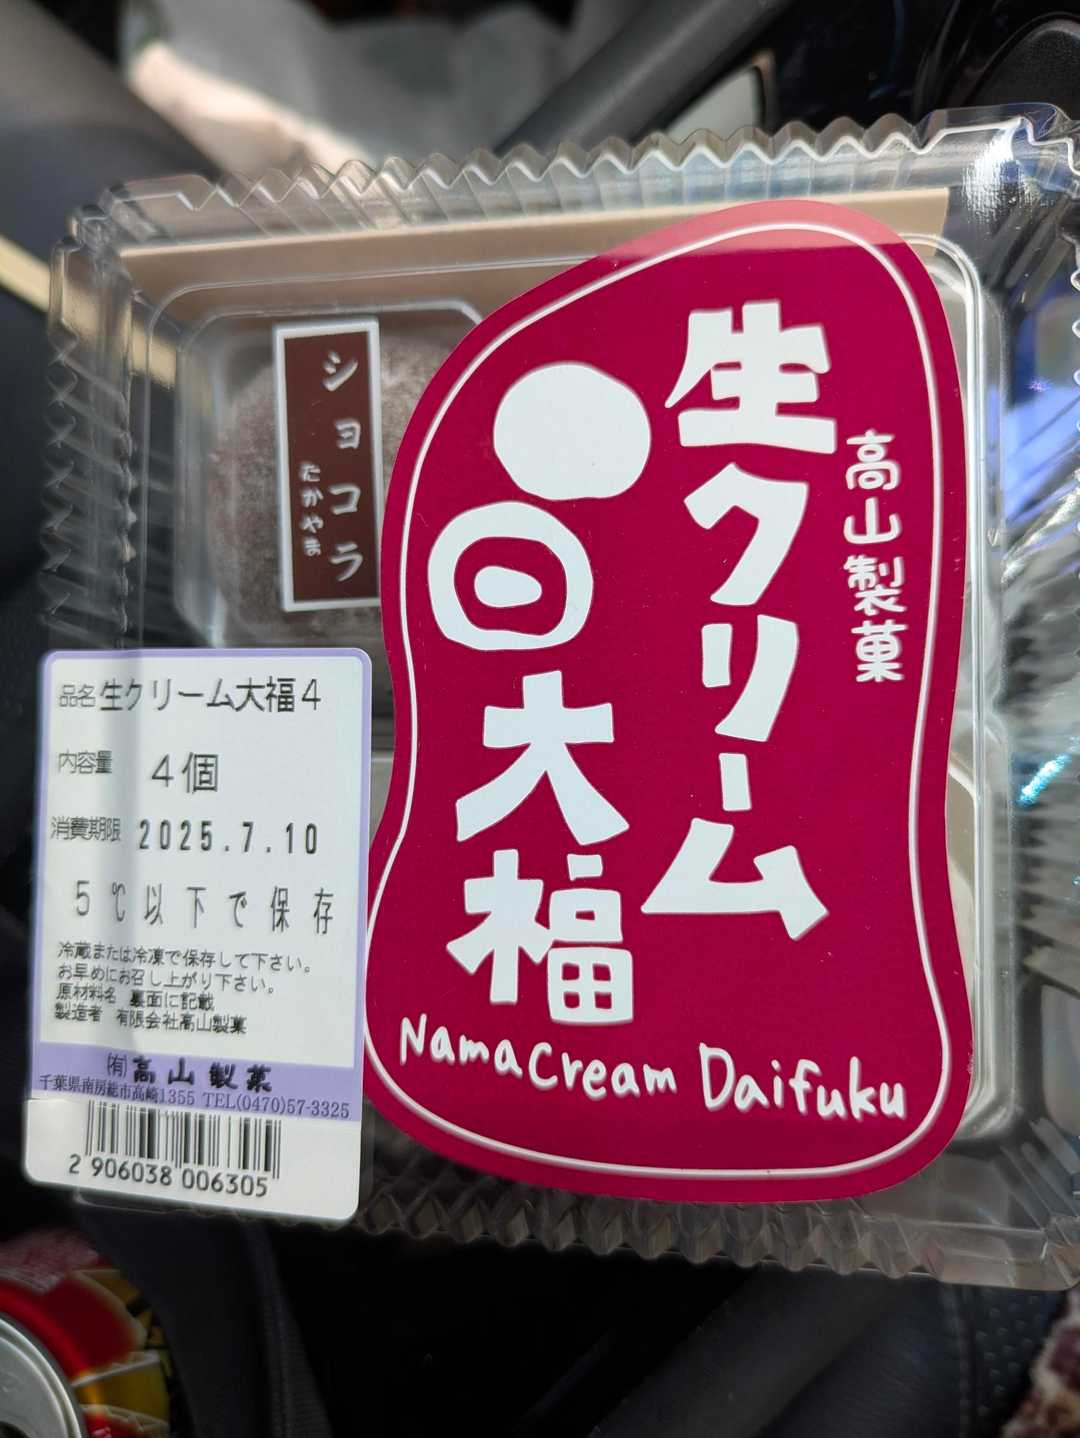 高山製菓
生クリーム
大福
NamaCream Daifuku
ショコラ
たかやま
品名 生クリーム大福4
内容量 4個
消費期限 2025.7.10
5℃以下で保存
冷蔵または冷凍で保存して下さい。
お早めにお召し上がり下さい。
原材料名 裏面に記載
製造者 有限会社高山製菓
(有)高山製菓
千葉県南房総市高崎1355 TEL(0470)57-3325
2 906038 006305